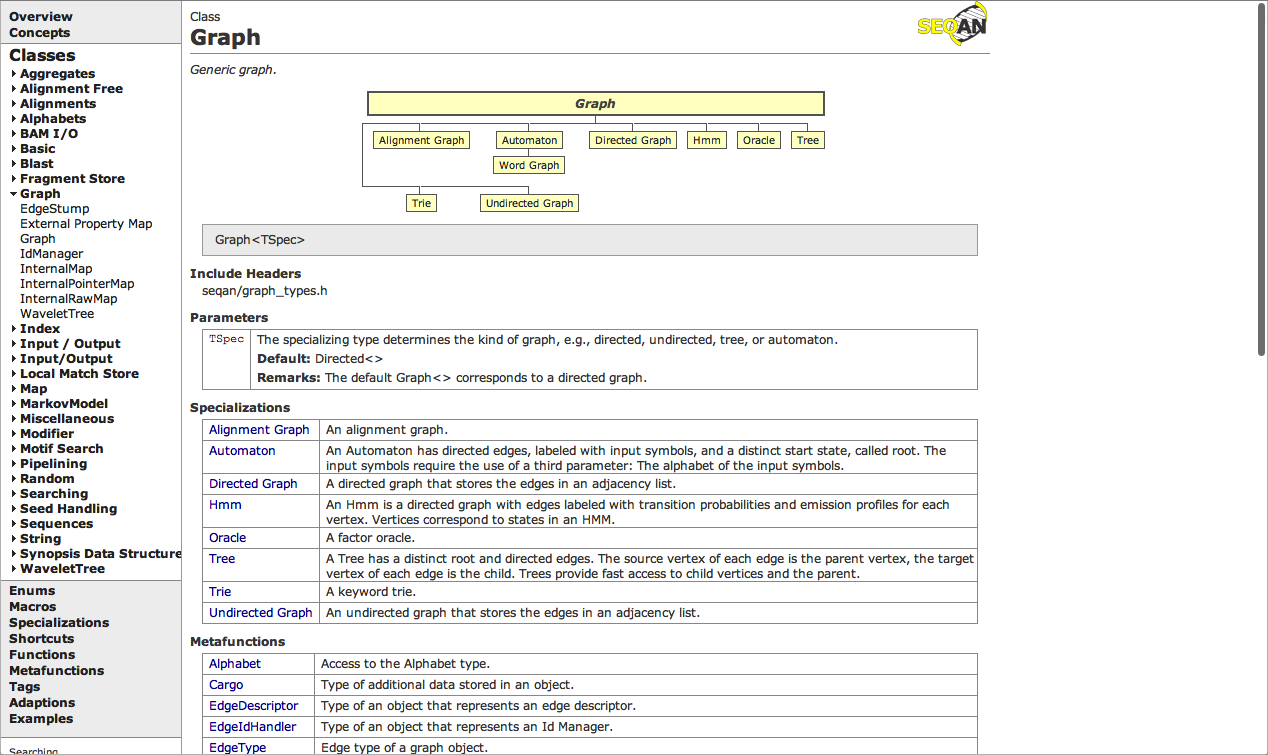 Overview
Concepts
Classes
Aggregates
Alignment Free
Alignments
Alphabets
BAM I/O
Basic
Blast
Fragment Store
Graph
EdgeStump
External Property Map
Graph
IdManager
InternalMap
InternalPointerMap
InternalRawMap
WaveletTree
Index
Input / Output
Input/Output
Local Match Store
Map
MarkovModel
Miscellaneous
Modifier
Motif Search
Pipelining
Random
Searching
Seed Handling
Sequences
String
Synopsis Data Structure
WaveletTree
Enums
Macros
Specializations
Shortcuts
Functions
Metafunctions
Tags
Adaptions
Examples
Searching
Class
Graph
SEQAN
Generic graph.
Graph
Alignment Graph Automaton Directed Graph Hmm Oracle Tree
Word Graph
Trie Undirected Graph
Graph<TSpec>
Include Headers
seqan/graph_types.h
Parameters
TSpec The specializing type determines the kind of graph, e.g., directed, undirected, tree, or automaton.
Default: Directed<>
Remarks: The default Graph<> corresponds to a directed graph.
Specializations
Alignment Graph An alignment graph.
Automaton An Automaton has directed edges, labeled with input symbols, and a distinct start state, called root. The
input symbols require the use of a third parameter: The alphabet of the input symbols.
Directed Graph A directed graph that stores the edges in an adjacency list.
Hmm An Hmm is a directed graph with edges labeled with transition probabilities and emission profiles for each
vertex. Vertices correspond to states in an HMM.
Oracle A factor oracle.
Tree A Tree has a distinct root and directed edges. The source vertex of each edge is the parent vertex, the target
vertex of each edge is the child. Trees provide fast access to child vertices and the parent.
Trie A keyword trie.
Undirected Graph An undirected graph that stores the edges in an adjacency list.
Metafunctions
Alphabet Access to the Alphabet type.
Cargo Type of additional data stored in an object.
EdgeDescriptor Type of an object that represents an edge descriptor.
EdgeIdHandler Type of an object that represents an Id Manager.
EdgeType Edge type of a graph object.